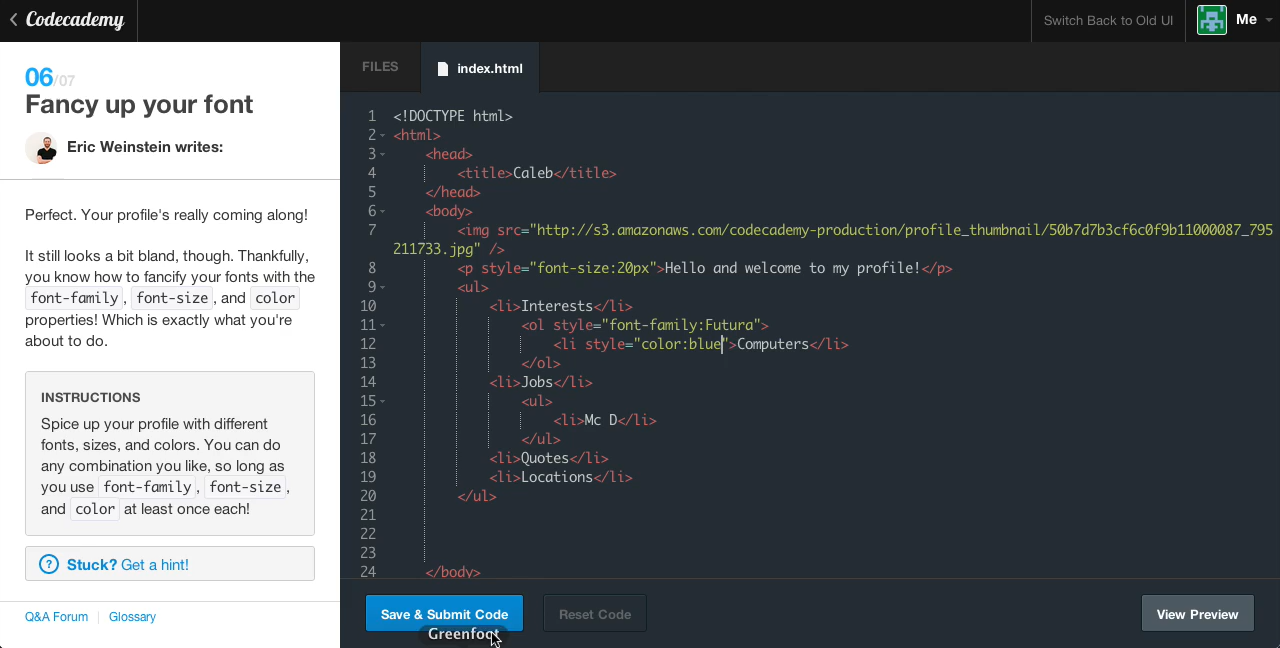 Codecademy
Switch Back to Old UI
Me
06/07
Fancy up your font
Eric Weinstein writes:
Perfect. Your profile's really coming along!
It still looks a bit bland, though. Thankfully,
you know how to fancify your fonts with the
font-family, font-size, and color
properties! Which is exactly what you're
about to do.
INSTRUCTIONS
Spice up your profile with different
fonts, sizes, and colors. You can do
any combination you like, so long as
you use font-family, font-size,
and color at least once each!
? Stuck? Get a hint!
Q&A Forum
Glossary
FILES
index.html
1 <!DOCTYPE html>
2 <html>
3 <head>
4 <title>Caleb</title>
5 </head>
6 <body>
7 <img src="http://s3.amazonaws.com/codecademy-production/profile_thumbnail/50b7d7b3cf6c0f9b11000087_795
211733.jpg" />
8 <p style="font-size:20px">Hello and welcome to my profile!</p>
9 <ul>
10 <li>Interests</li>
11 <ol style="font-family:Futura">
12 <li style="color:blue">Computers</li>
13 </ol>
14 <li>Jobs</li>
15 <ul>
16 <li>Mc D</li>
17 </ul>
18 <li>Quotes</li>
19 <li>Locations</li>
20 </ul>
21
22
23
24 </body>
Save & Submit Code
Reset Code
View Preview
Greenfoot